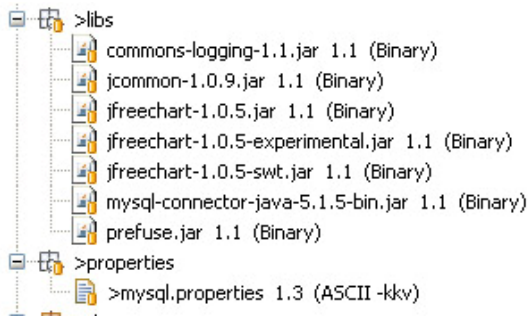 >libs
commons-logging-1.1.jar 1.1 (Binary)
jcommon-1.0.9.jar 1.1 (Binary)
jfreechart-1.0.5.jar 1.1 (Binary)
jfreechart-1.0.5-experimental.jar 1.1 (Binary)
jfreechart-1.0.5-swt.jar 1.1 (Binary)
mysql-connector-java-5.1.5-bin.jar 1.1 (Binary)
prefuse.jar 1.1 (Binary)
>properties
>mysql.properties 1.3 (ASCII -kkv)